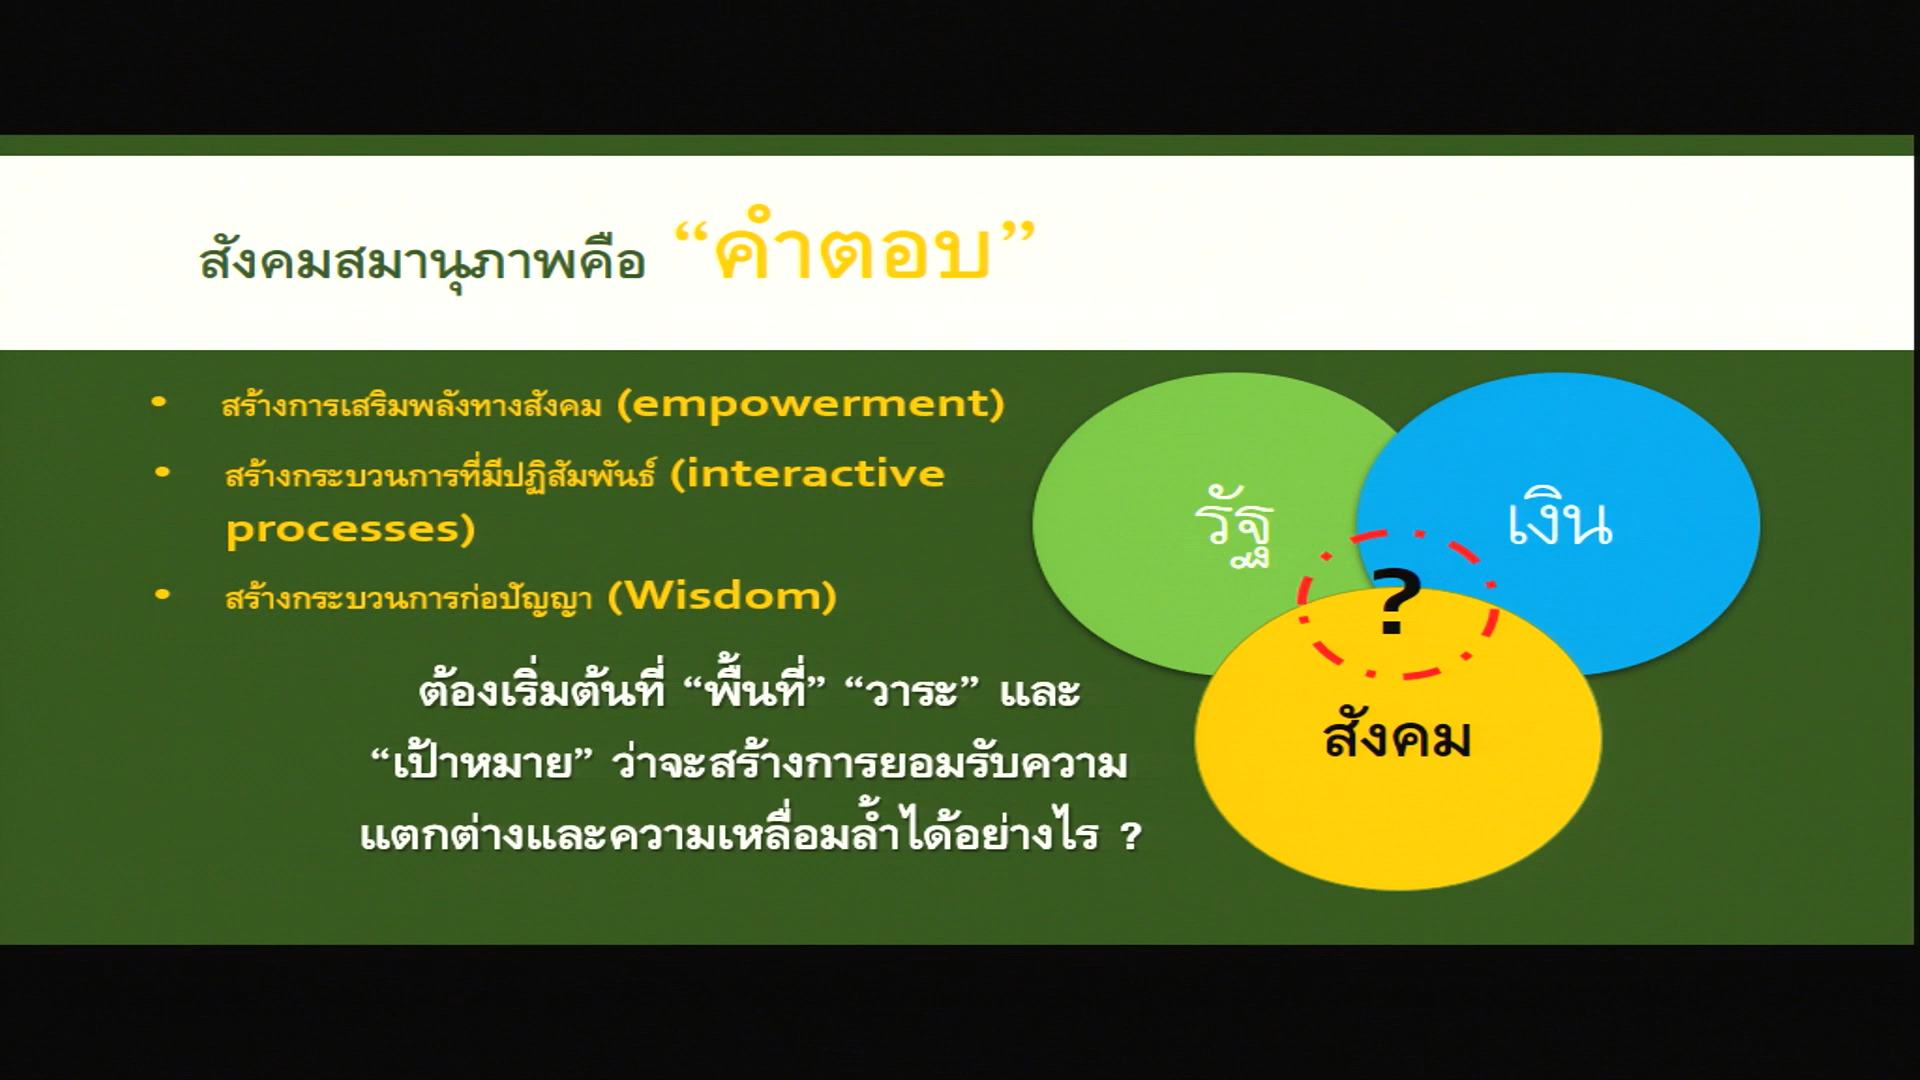 สังคมสมานุภาพคือ “คำตอบ”
• สร้างการเสริมพลังทางสังคม (empowerment)
• สร้างกระบวนการที่มีปฏิสัมพันธ์ (interactive
processes)
• สร้างกระบวนการก่อปัญญา (Wisdom)
ต้องเริ่มต้นที่ “พื้นที่” “วาระ” และ
“เป้าหมาย” ว่าจะสร้างการยอมรับความ
แตกต่างและความเหลื่อมล้ำได้อย่างไร ?
รัฐ
เงิน
?
สังคม